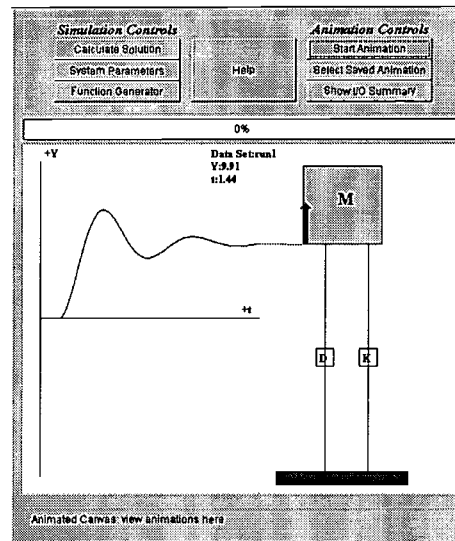 Simulation Controls
Calculate Solution
System Parameters
Function Generator
Help
Animation Controls
Start Animation
Select Saved Animation
Show I/O Summary
0%
+Y
Data Set:run1
Y:9.91
t:1.44
M
+t
D
K
Animated Canvas: view animations here